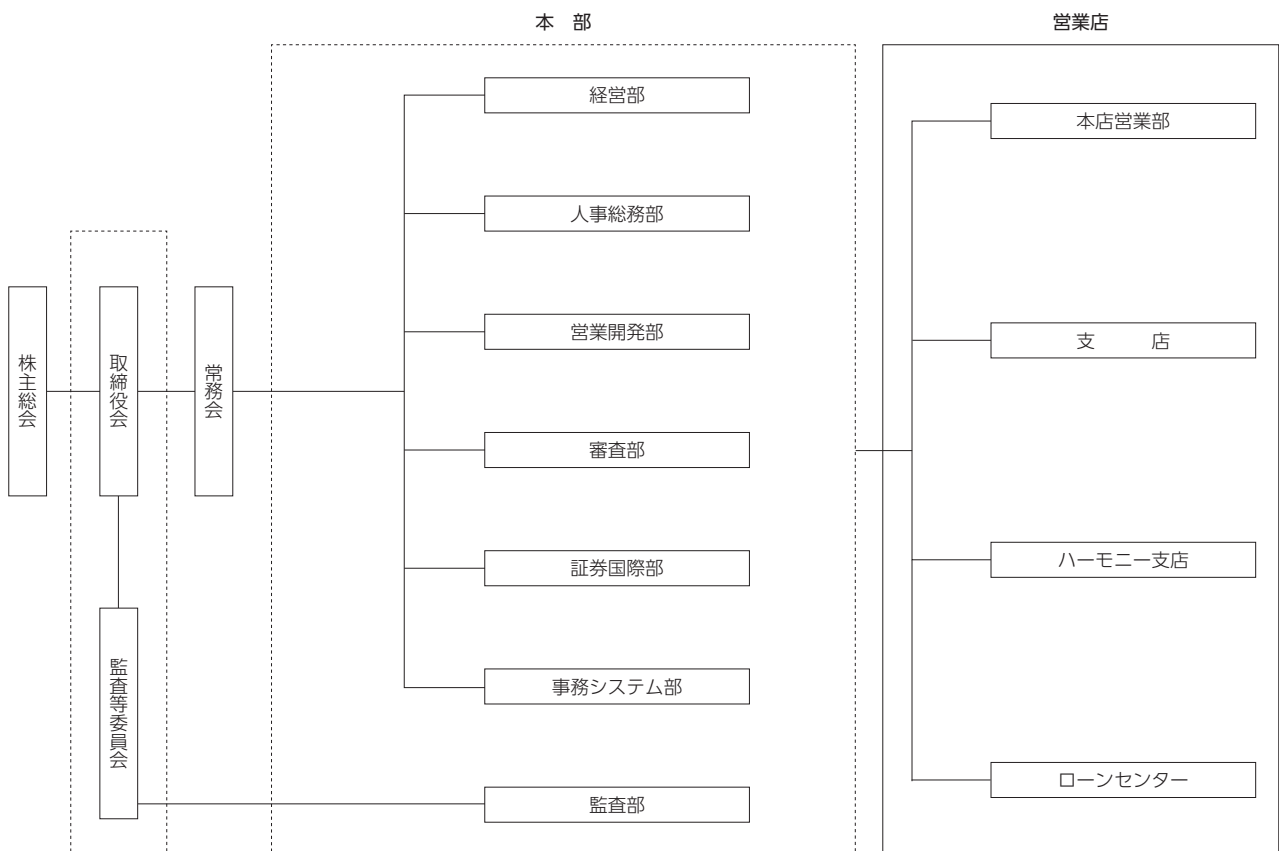 本　部
営業店
株主総会
取締役会
監査等委員会
常務会
経営部
人事総務部
営業開発部
審査部
証券国際部
事務システム部
監査部
本店営業部
支　　　店
ハーモニー支店
ローンセンター